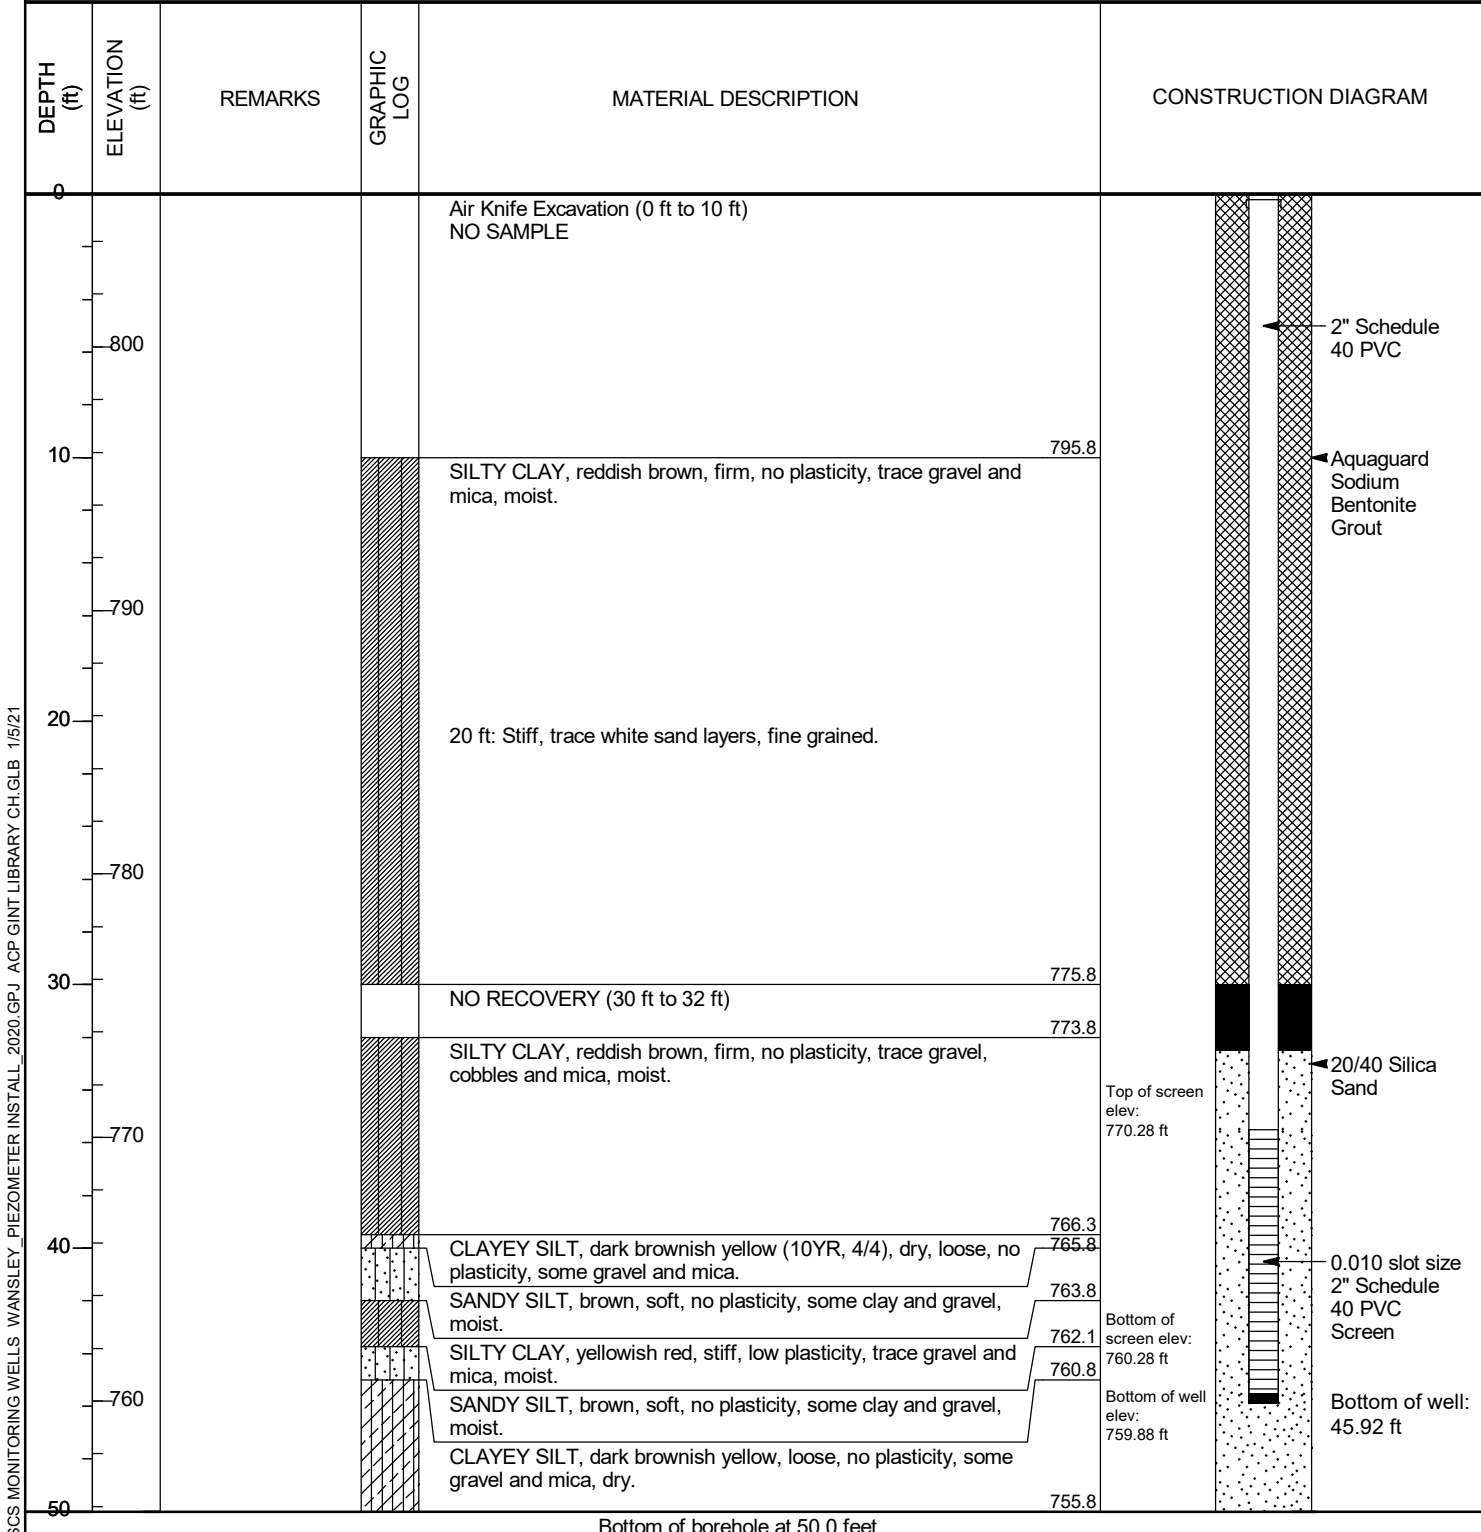 DEPTH
(ft)
ELEVATION
(ft)
REMARKS
GRAPHIC
LOG
MATERIAL DESCRIPTION
CONSTRUCTION DIAGRAM
0
Air Knife Excavation (0 ft to 10 ft)
NO SAMPLE
2" Schedule
40 PVC
800
795.8
10
SILTY CLAY, reddish brown, firm, no plasticity, trace gravel and
mica, moist.
Aquaguard
Sodium
Bentonite
Grout
790
20
20 ft: Stiff, trace white sand layers, fine grained.
780
775.8
30
NO RECOVERY (30 ft to 32 ft)
773.8
SILTY CLAY, reddish brown, firm, no plasticity, trace gravel,
cobbles and mica, moist.
20/40 Silica
Sand
Top of screen
elev:
770.28 ft
770
766.3
40
765.8
CLAYEY SILT, dark brownish yellow (10YR, 4/4), dry, loose, no
plasticity, some gravel and mica.
0.010 slot size
2" Schedule
40 PVC
Screen
763.8
SANDY SILT, brown, soft, no plasticity, some clay and gravel,
moist.
Bottom of
screen elev:
760.28 ft
762.1
SILTY CLAY, yellowish red, stiff, low plasticity, trace gravel and
mica, moist.
760.8
760
SANDY SILT, brown, soft, no plasticity, some clay and gravel,
moist.
Bottom of well
elev:
759.88 ft
Bottom of well:
45.92 ft
CLAYEY SILT, dark brownish yellow, loose, no plasticity, some
gravel and mica, dry.
755.8
50
Bottom of borehole at 50.0 feet
SCS MONITORING WELLS WANSLEY_PIEZOMETER INSTALL_2020.GPJ ACP GINT LIBRARY CH.GLB 1/5/21